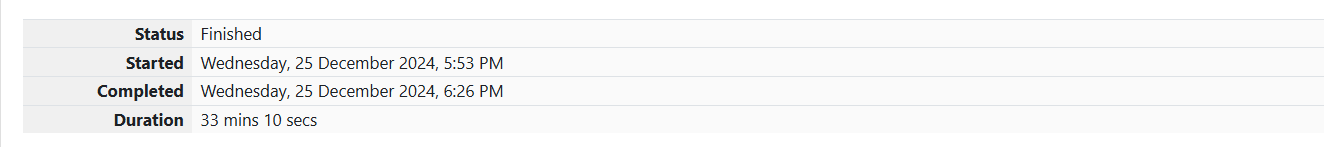 Status Finished
Started Wednesday, 25 December 2024, 5:53 PM
Completed Wednesday, 25 December 2024, 6:26 PM
Duration 33 mins 10 secs